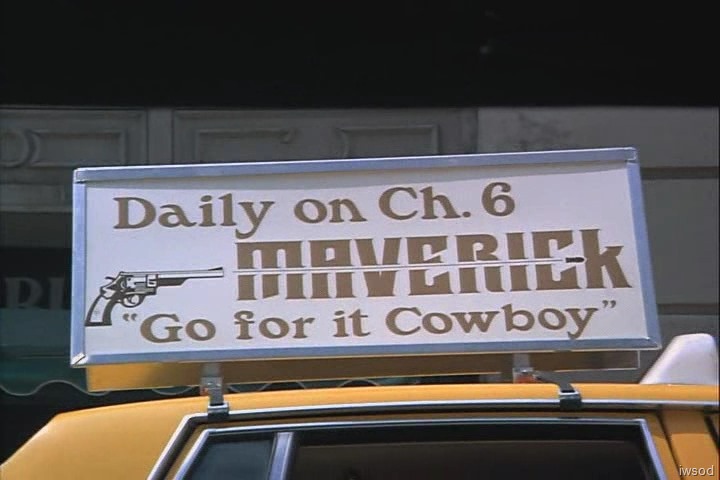 Daily on Ch. 6
MAVERICK
“Go for it Cowboy”
iwsod